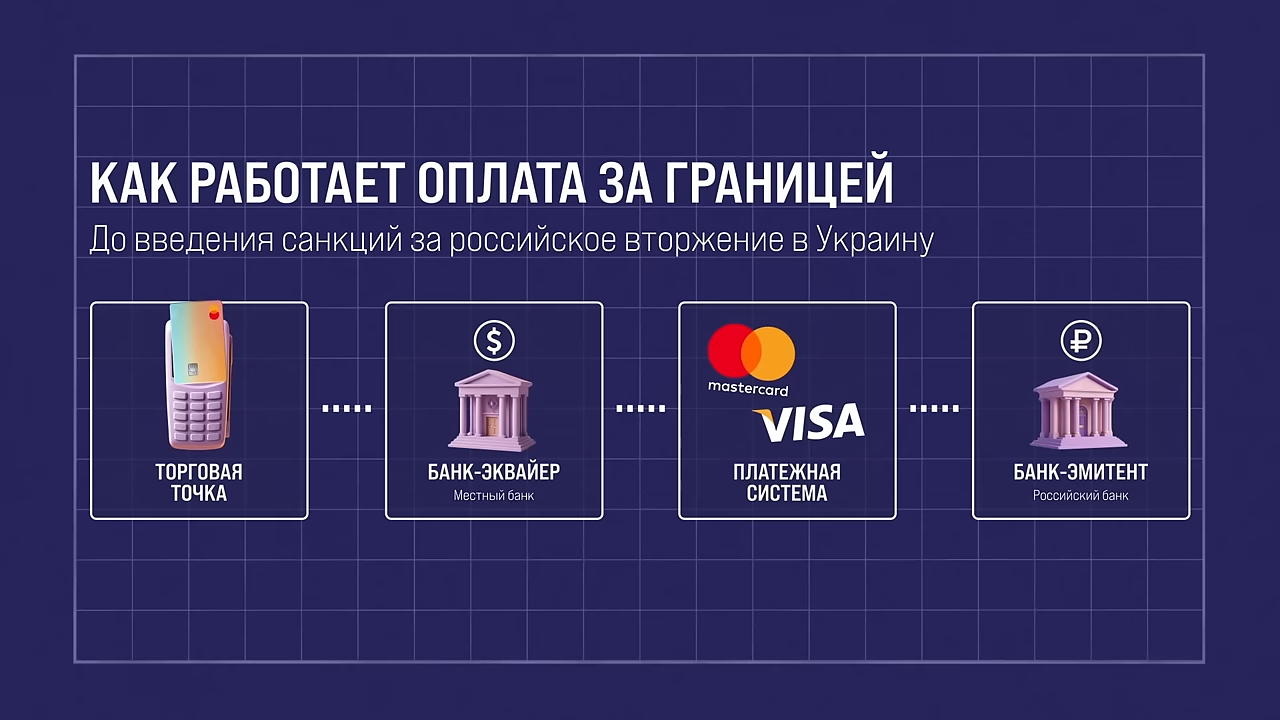 КАК РАБОТАЕТ ОПЛАТА ЗА ГРАНИЦЕЙ
До введения санкций за российское вторжение в Украину
ТОРГОВАЯ
ТОЧКА
$
БАНК-ЭКВАЙЕР
Местный банк
mastercard
VISA
ПЛАТЕЖНАЯ
СИСТЕМА
₽
БАНК-ЭМИТЕНТ
Российский банк